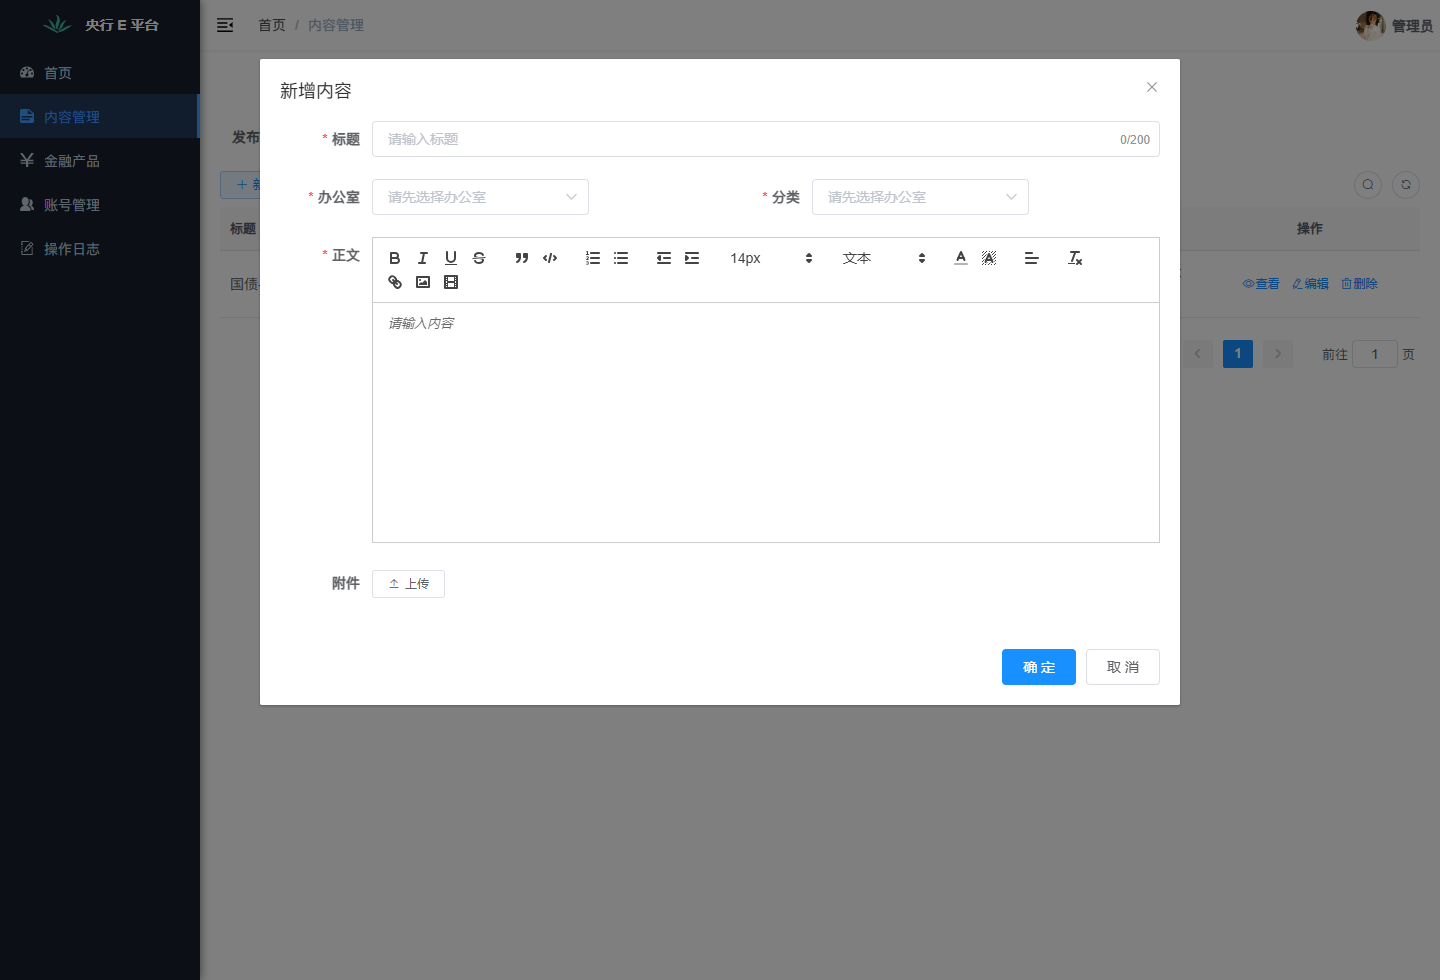 央行 E 平台
首页 / 内容管理
管理员
首页
内容管理
金融产品
账号管理
操作日志
发布
新
标题
操作
国债
查看 编辑 删除
1
前往 1 页
新增内容
* 标题 请输入标题 0/200
* 办公室 请先选择办公室 * 分类 请先选择办公室
* 正文
14px 文本
请输入内容
附件 上传
确 定 取 消